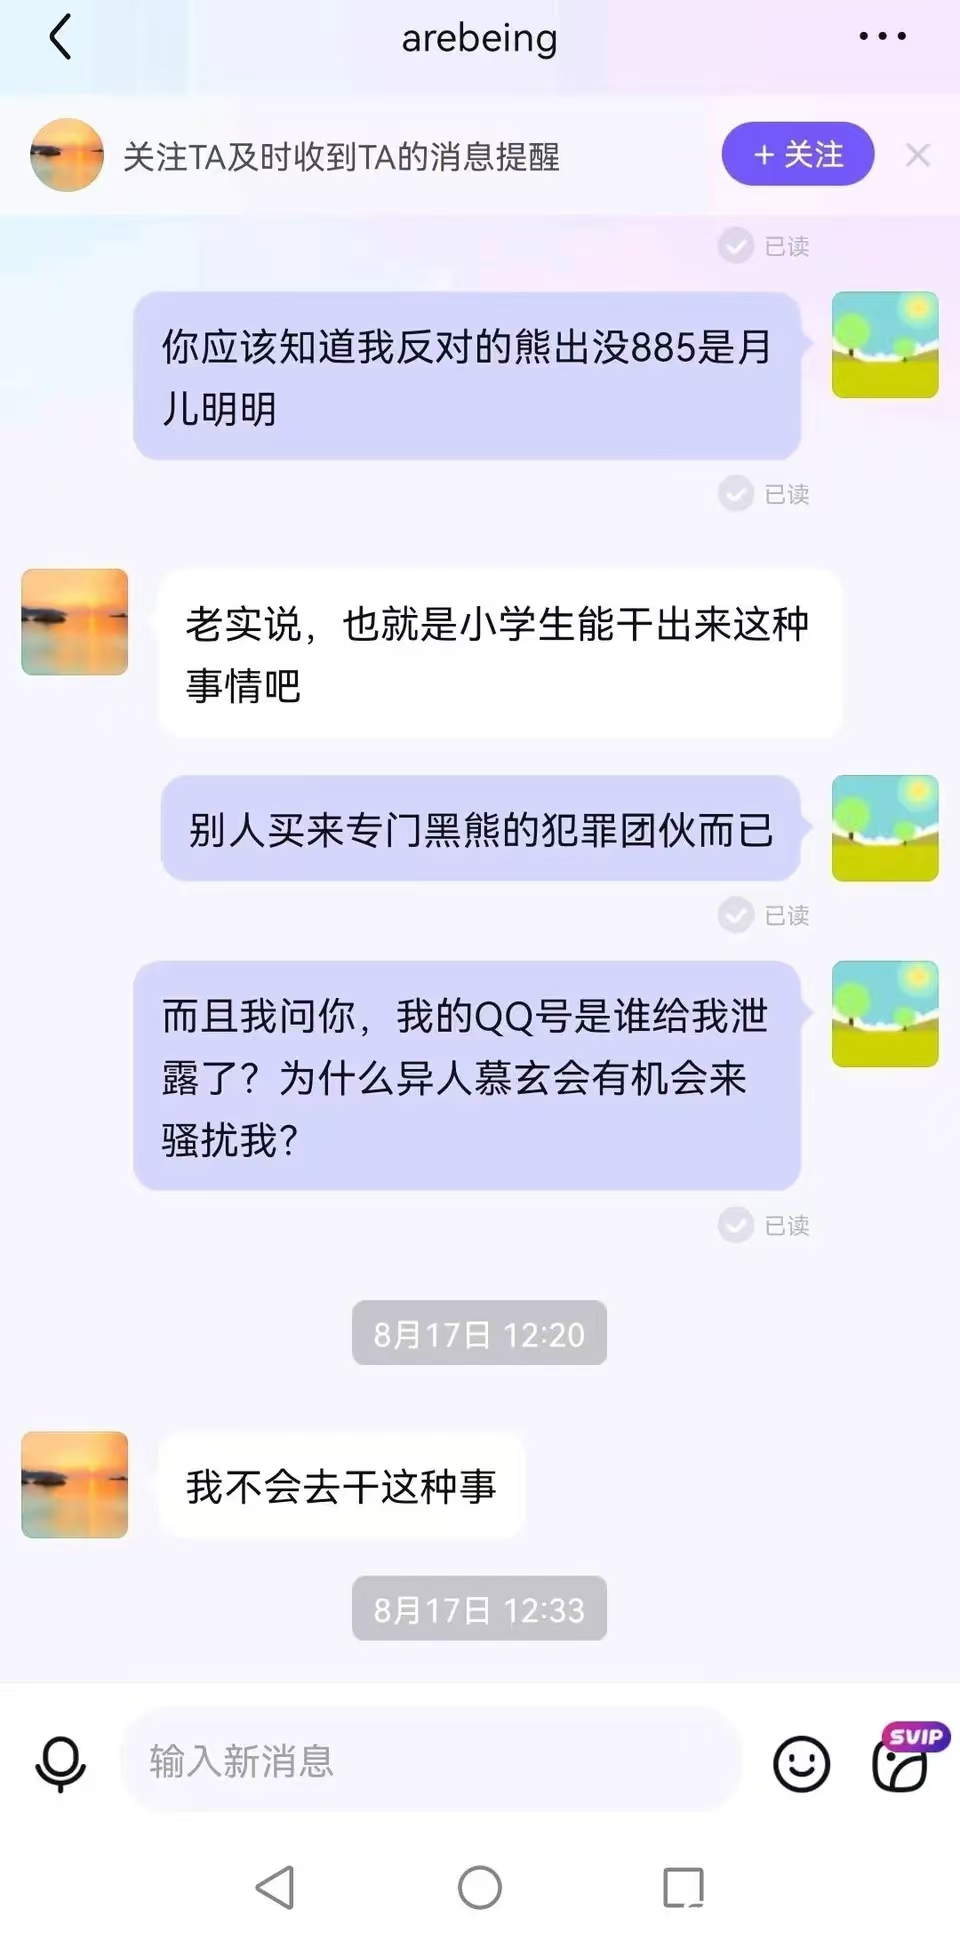 arebeing
关注TA及时收到TA的消息提醒
+ 关注
已读
你应该知道我反对的熊出没885是月
儿明明
已读
老实说，也就是小学生能干出来这种
事情吧
别人买来专门黑熊的犯罪团伙而已
已读
而且我问你，我的QQ号是谁给我泄
露了？为什么异人慕玄会有机会来
骚扰我？
已读
8月17日 12:20
我不会去干这种事
8月17日 12:33
输入新消息
SVIP